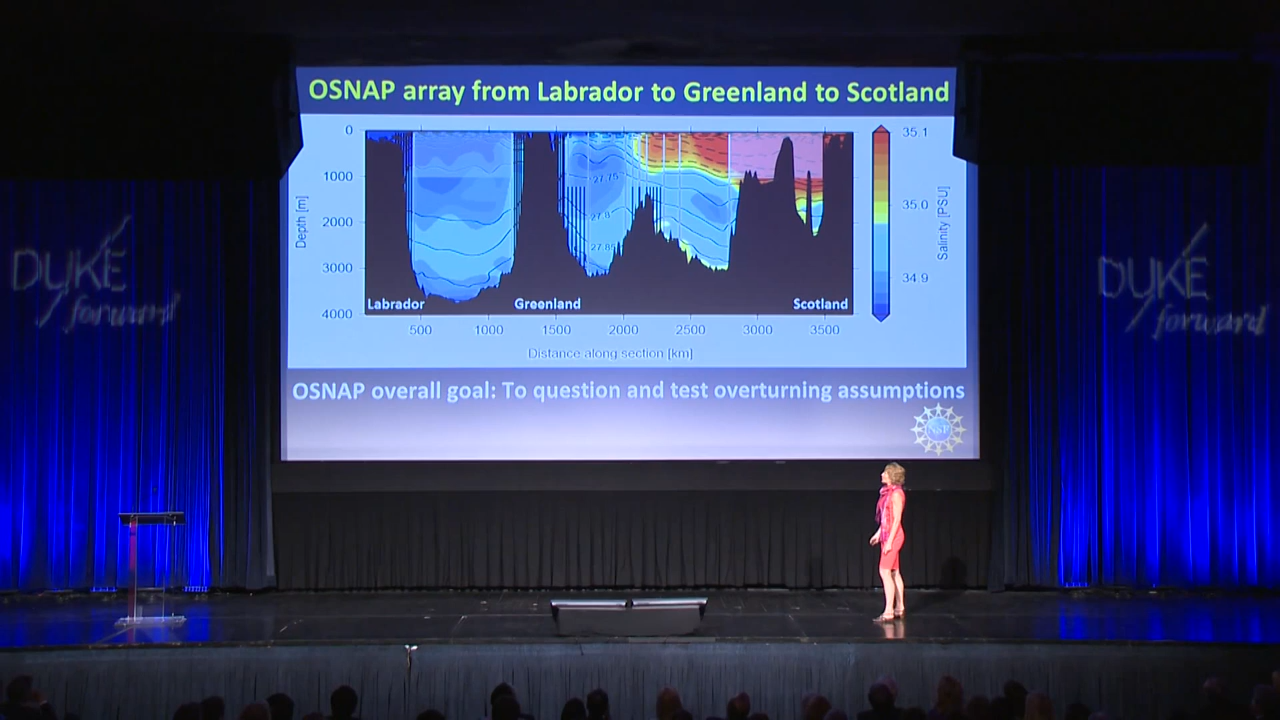 OSNAP array from Labrador to Greenland to Scotland
0
1000
2000
3000
4000
Depth [m]
27.75
27.8
27.85
Labrador
Greenland
Scotland
500
1000
1500
2000
2500
3000
3500
Distance along section [km]
35.1
35.0
34.9
Salinity [PSU]
OSNAP overall goal: To question and test overturning assumptions
NSF
DUKE
forward
DUKE
forward